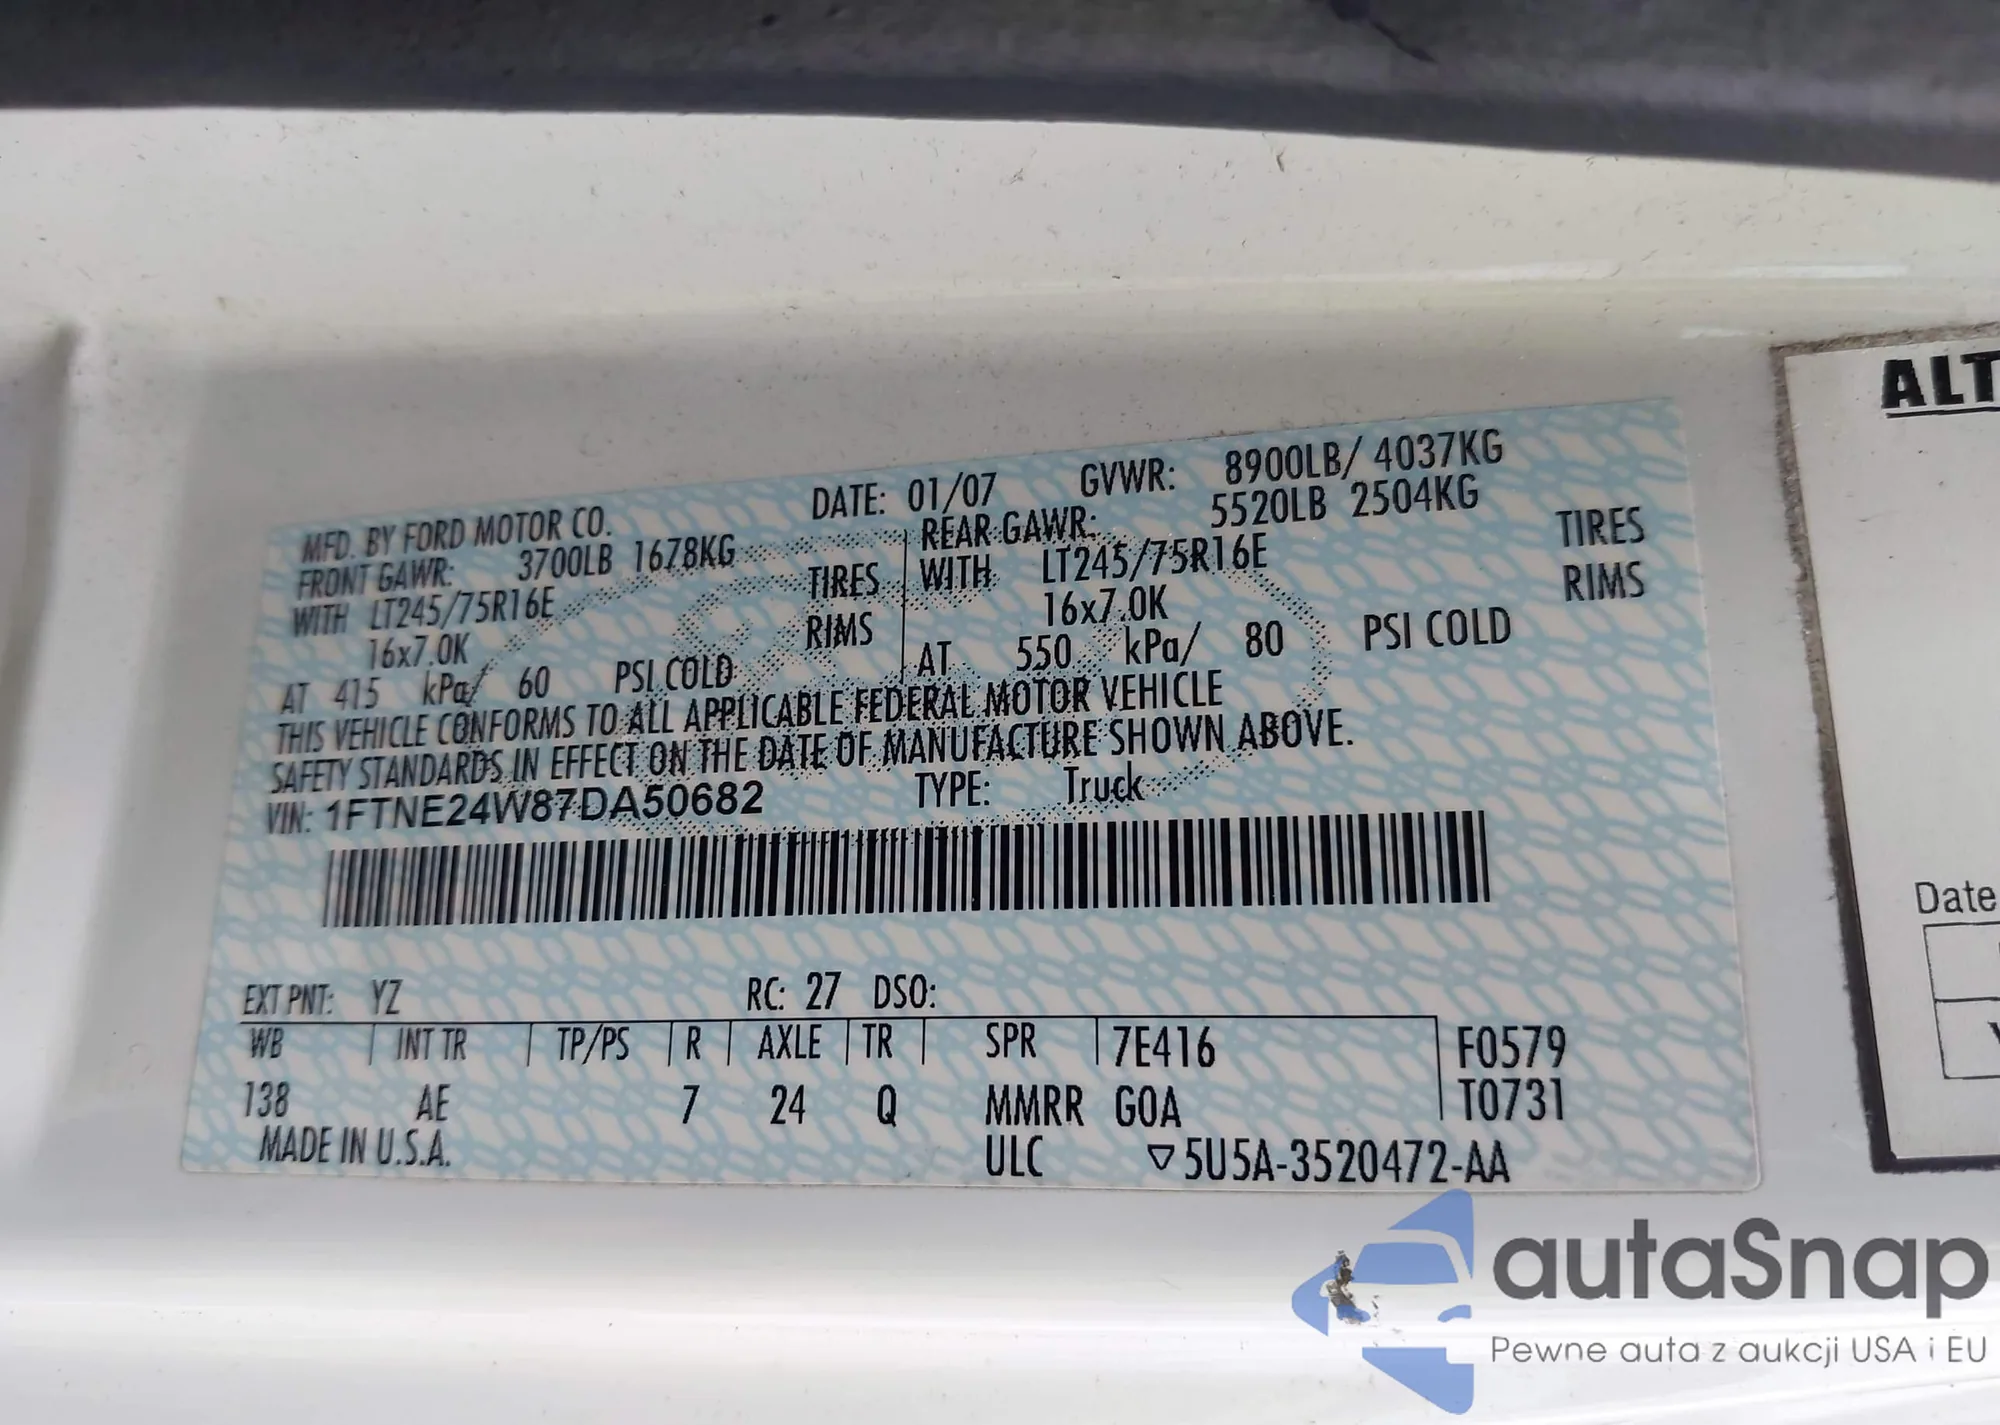 MFD. BY FORD MOTOR CO. DATE: 01/07 GVWR: 8900LB/ 4037KG
FRONT GAWR: 3700LB 1678KG REAR GAWR: 5520LB 2504KG
WITH LT245/75R16E TIRES WITH LT245/75R16E TIRES
16x7.0K RIMS 16x7.0K RIMS
AT 415 kPa/ 60 PSI COLD AT 550 kPa/ 80 PSI COLD
THIS VEHICLE CONFORMS TO ALL APPLICABLE FEDERAL MOTOR VEHICLE
SAFETY STANDARDS IN EFFECT ON THE DATE OF MANUFACTURE SHOWN ABOVE.
VIN: 1FTNE24W87DA50682 TYPE: Truck
EXT PNT: YZ RC: 27 DSO:
WB INT TR TP/PS R AXLE TR SPR 7E416 F0579
138 AE 7 24 Q MMRR GOA T0731
MADE IN U.S.A. ULC ▽5U5A-3520472-AA
ALT
Date
autaSnap
Pewne auta z aukcji USA i EU